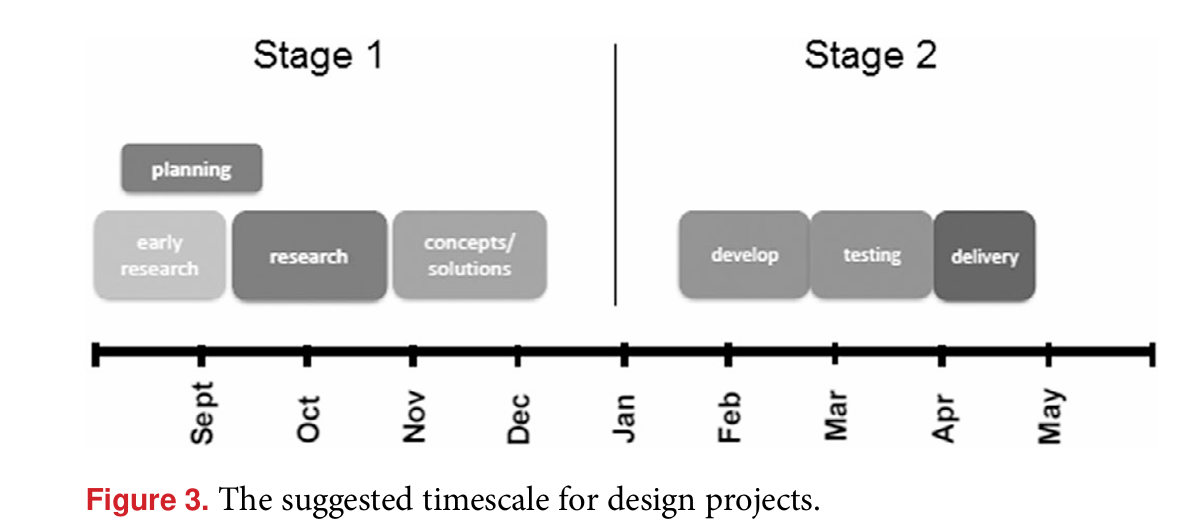 Stage 1
Stage 2
planning
early
research
research
concepts/
solutions
develop
testing
delivery
Sept
Oct
Nov
Dec
Jan
Feb
Mar
Apr
May
Figure 3. The suggested timescale for design projects.